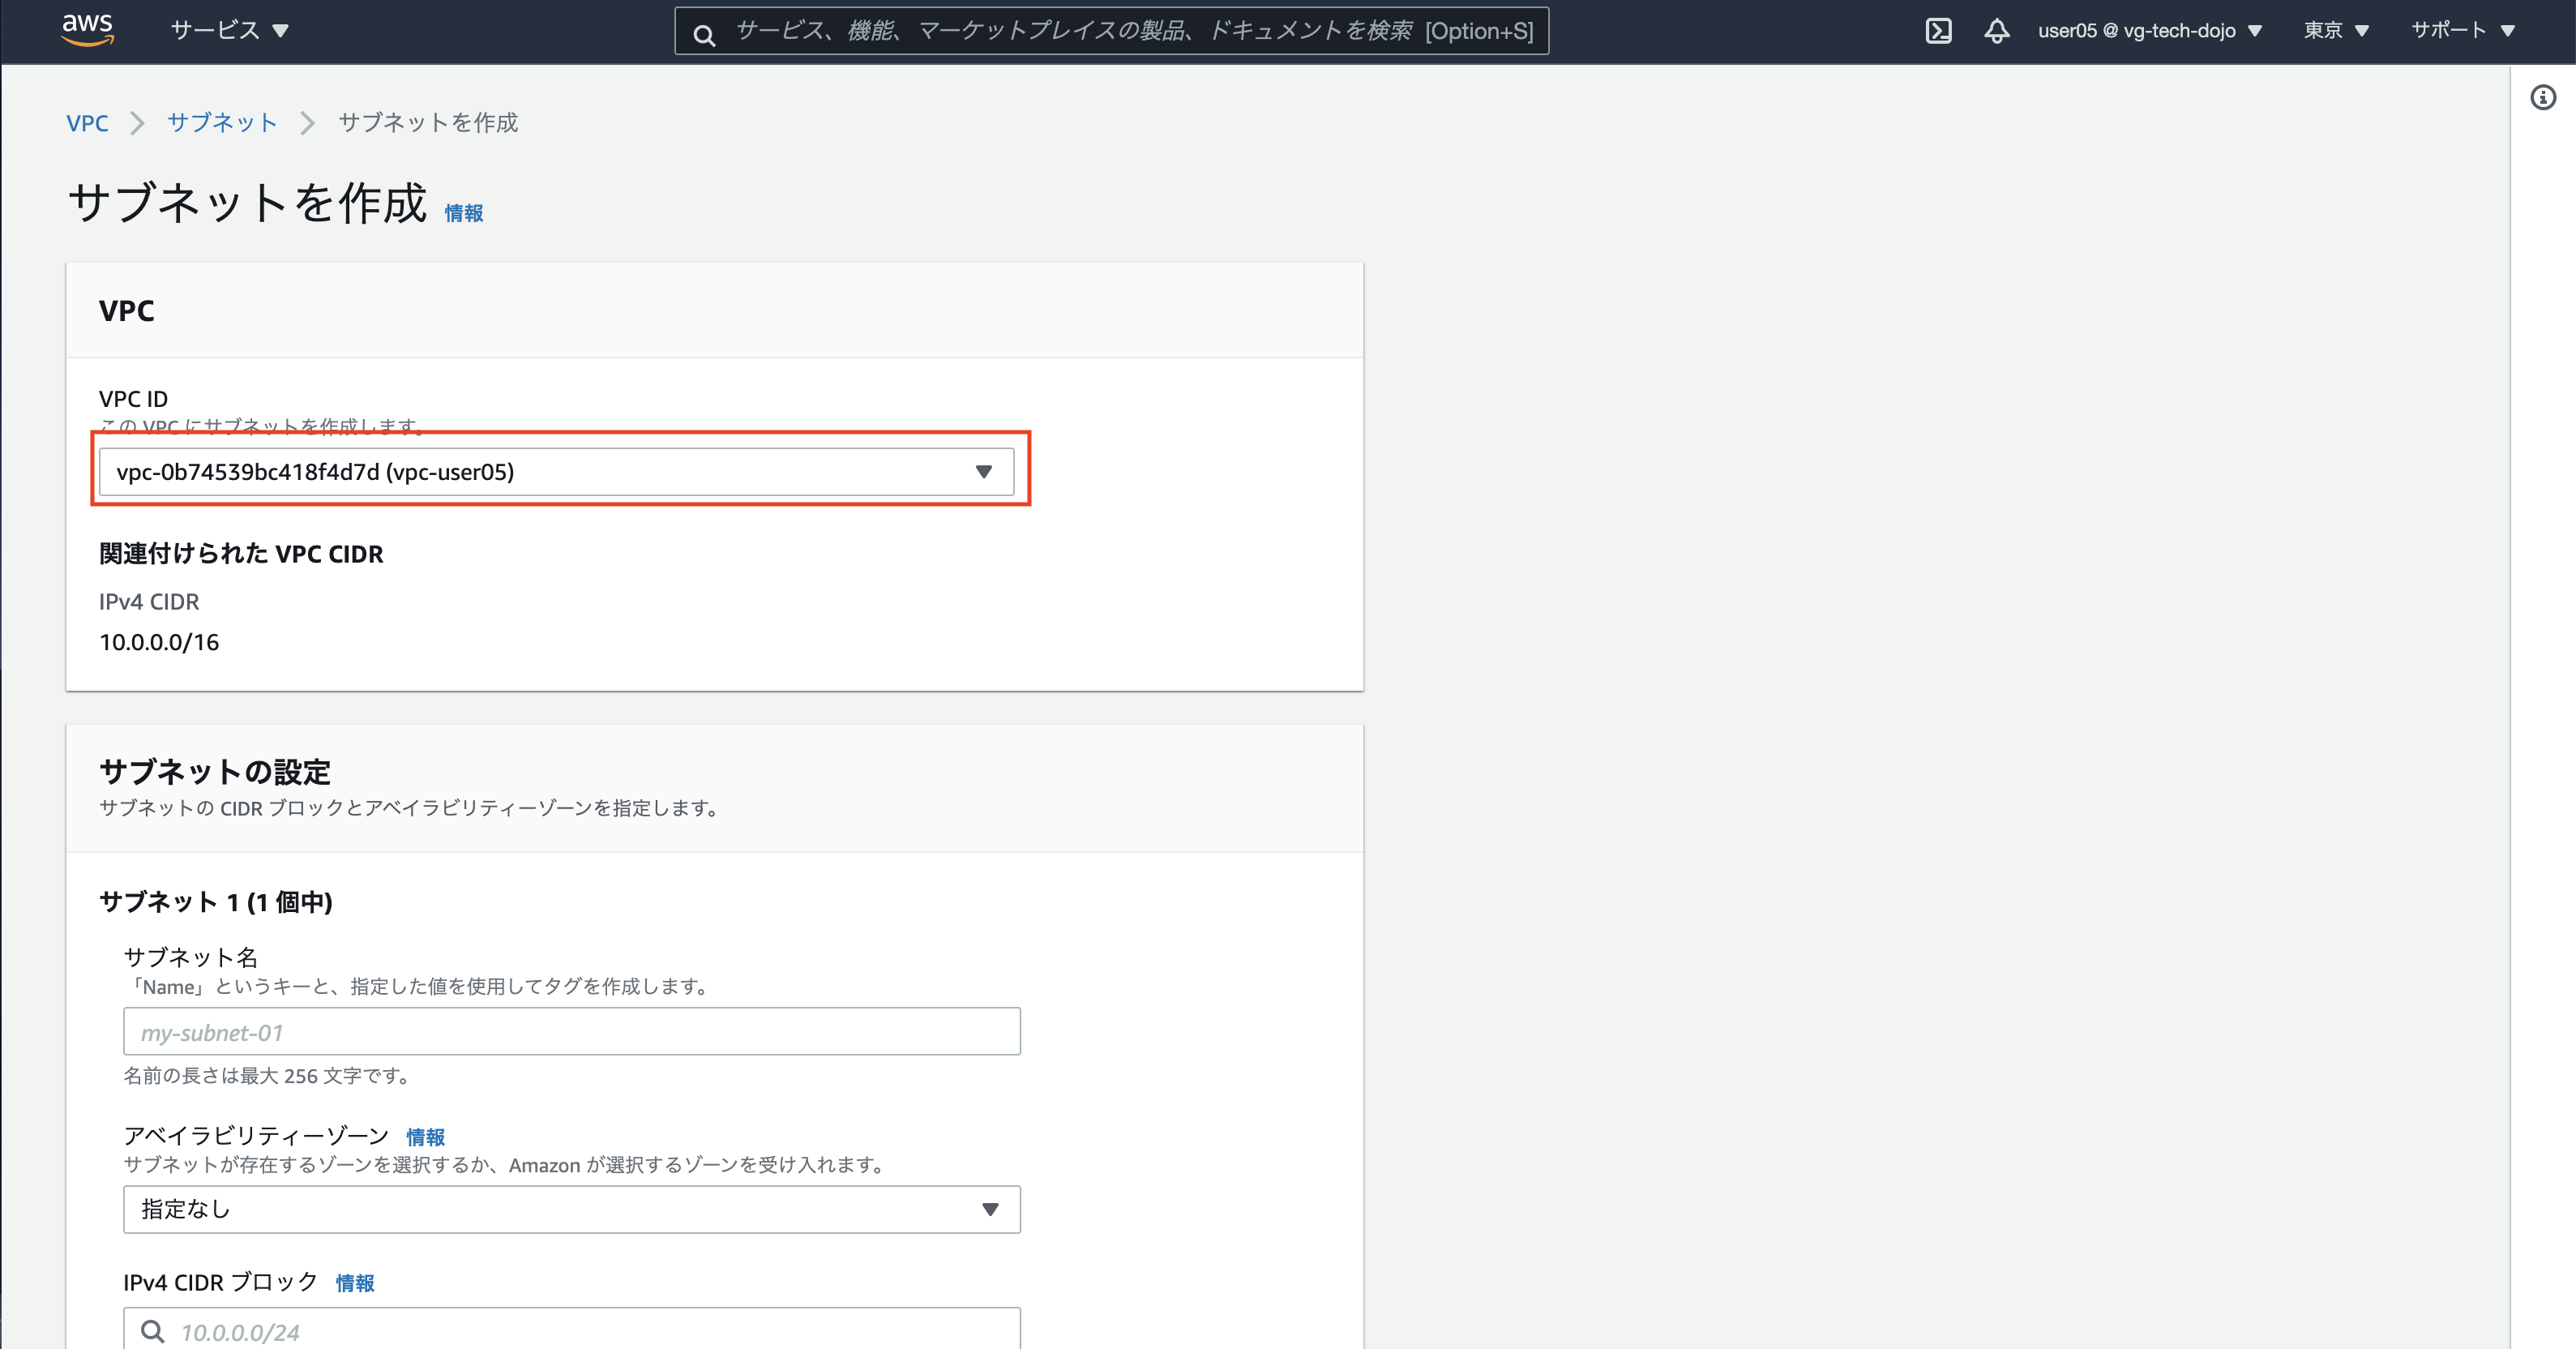 aws サービス サービス、機能、マーケットプレイスの製品、ドキュメントを検索 [Option+S] user05 @ vg-tech-dojo 東京 サポート
VPC サブネット サブネットを作成
サブネットを作成 情報
VPC
VPC ID
この VPC にサブネットを作成します。
vpc-0b74539bc418f4d7d (vpc-user05)
関連付けられた VPC CIDR
IPv4 CIDR
10.0.0.0/16
サブネットの設定
サブネットの CIDR ブロックとアベイラビリティーゾーンを指定します。
サブネット 1 (1 個中)
サブネット名
「Name」というキーと、指定した値を使用してタグを作成します。
my-subnet-01
名前の長さは最大 256 文字です。
アベイラビリティーゾーン 情報
サブネットが存在するゾーンを選択するか、Amazon が選択するゾーンを受け入れます。
指定なし
IPv4 CIDR ブロック 情報
10.0.0.0/24